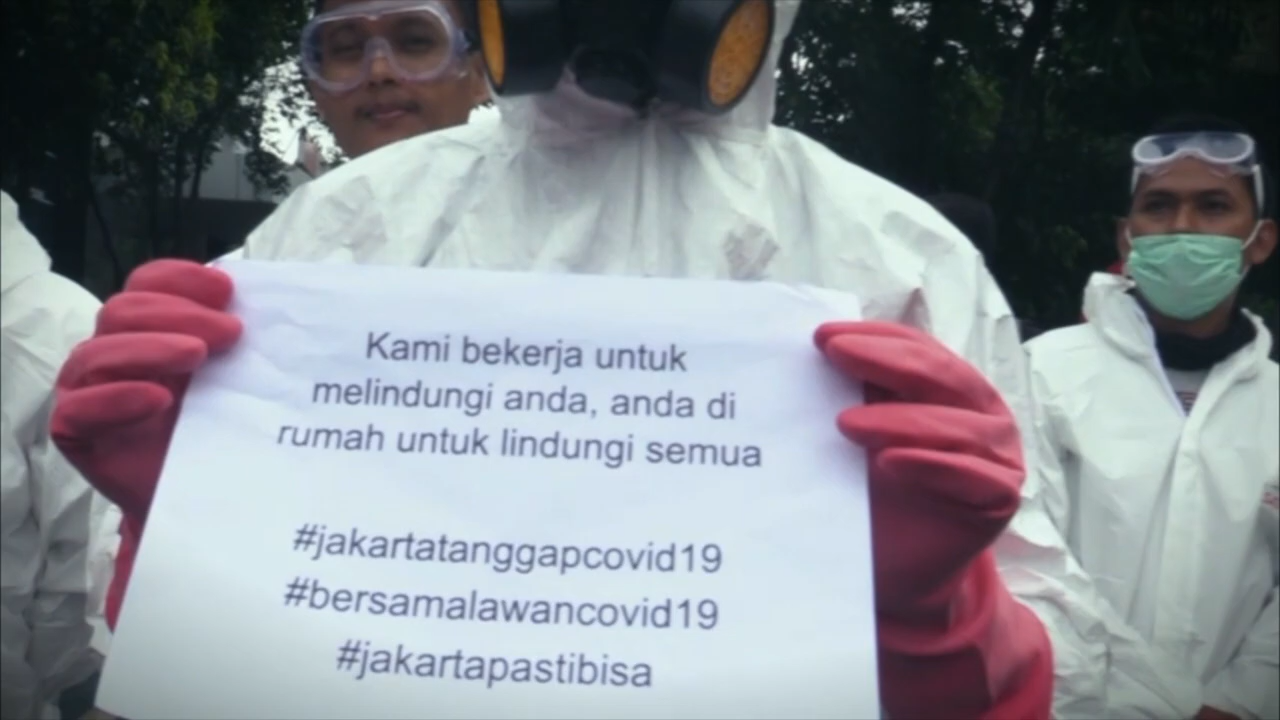 Kami bekerja untuk
melindungi anda, anda di
rumah untuk lindungi semua
#jakartatanggapcovid19
#bersamalawancovid19
#jakartapastibisa